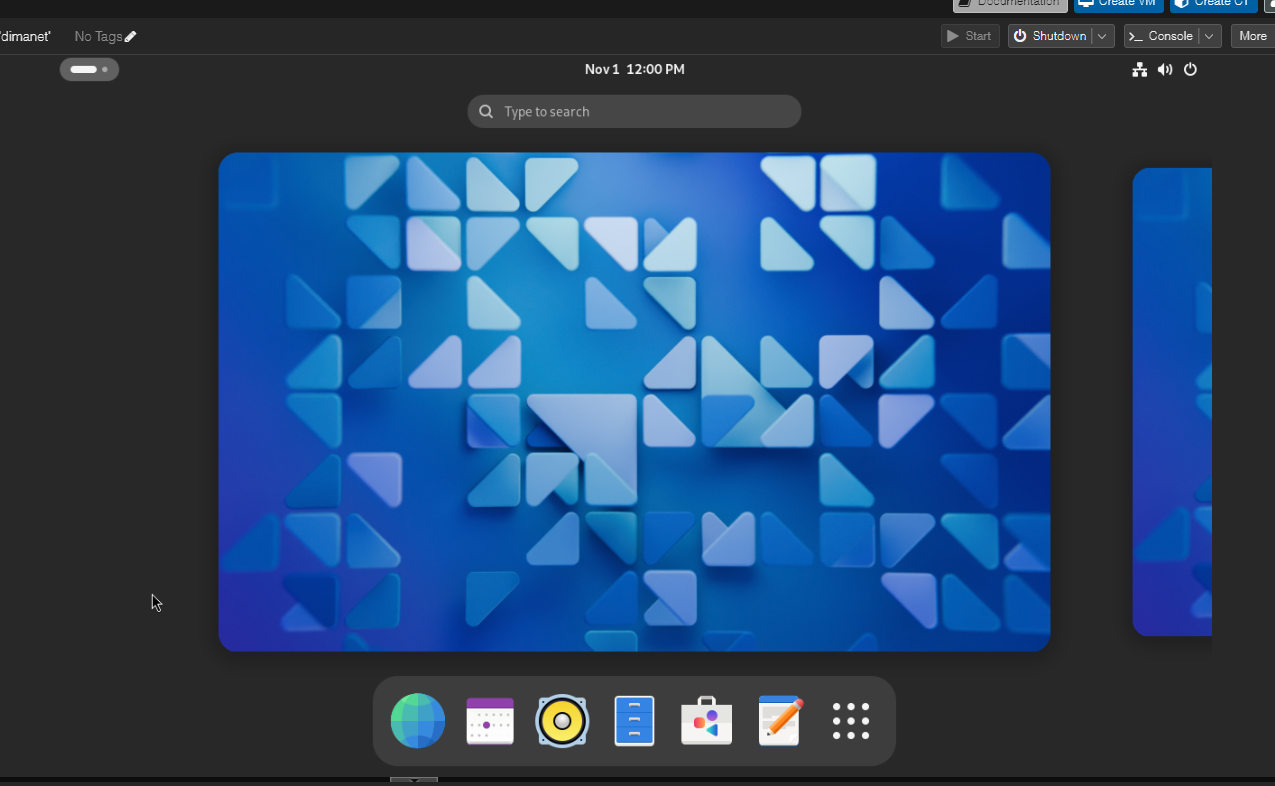 Documentation
Create VM
Create CT
'dimanet'
No Tags
Start
Shutdown
Console
More
Nov 1 12:00 PM
Type to search